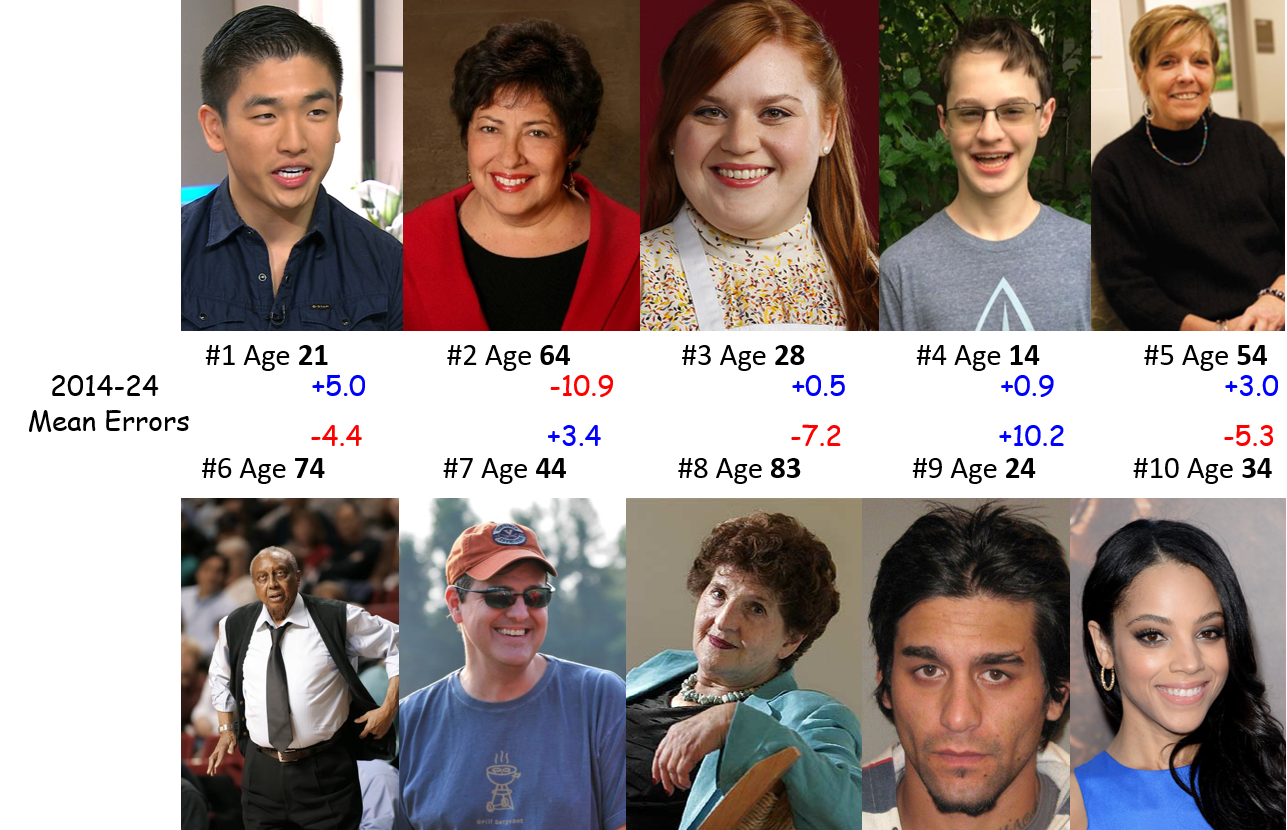 #1 Age 21 #2 Age 64 #3 Age 28 #4 Age 14 #5 Age 54
2014-24 +5.0 -10.9 +0.5 +0.9 +3.0
Mean Errors
-4.4 +3.4 -7.2 +10.2 -5.3
#6 Age 74 #7 Age 44 #8 Age 83 #9 Age 24 #10 Age 34
Grill Sergeant